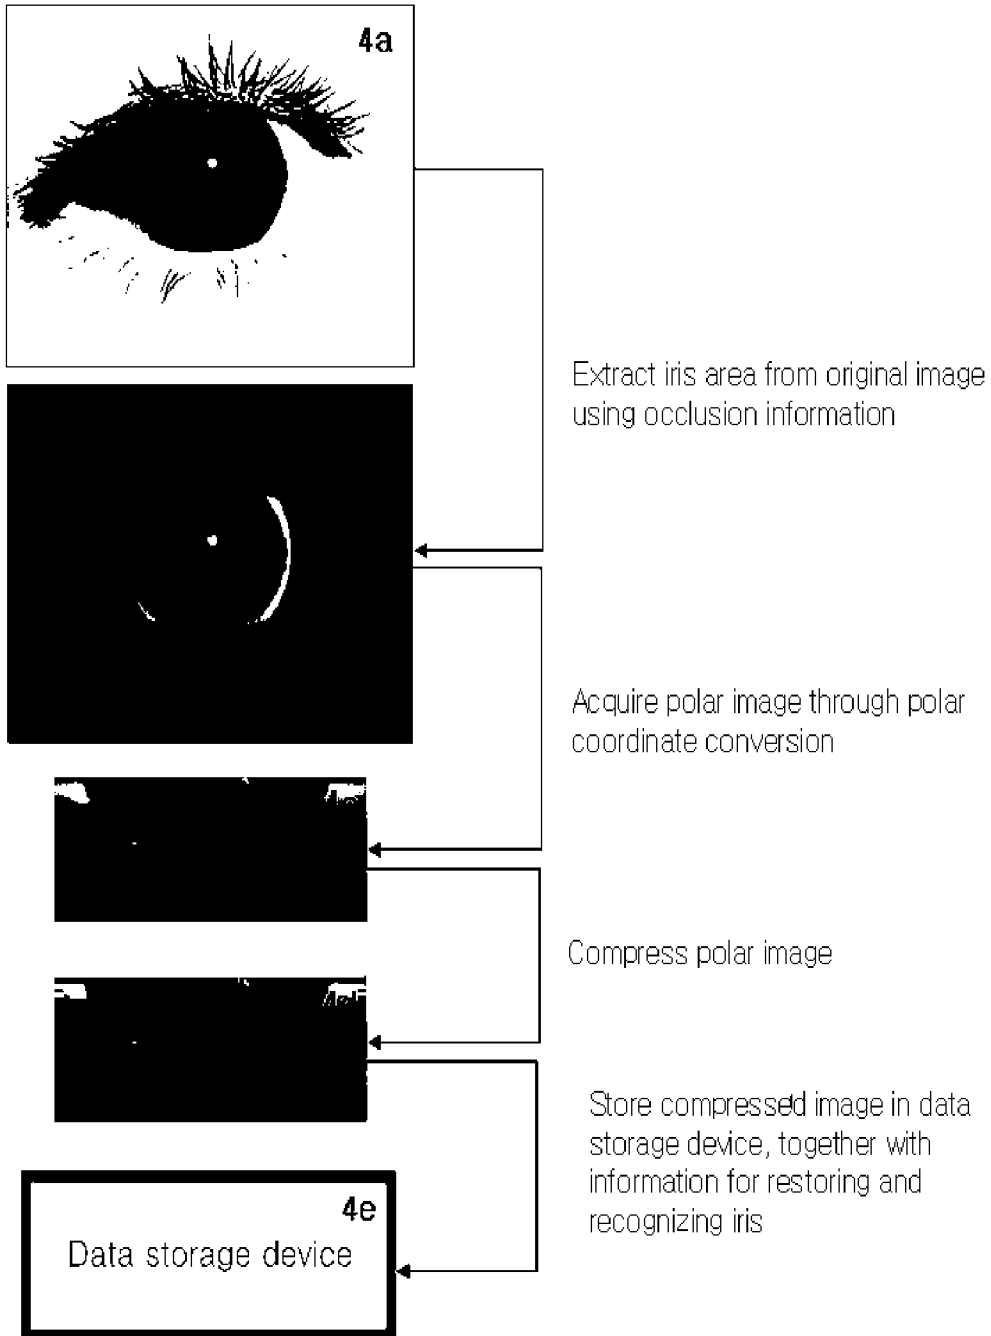 4a
Extract iris area from original image
using occlusion information
Acquire polar image through polar
coordinate conversion
Compress polar image
Store compressed image in data
storage device, together with
information for restoring and
recognizing iris
4e
Data storage device